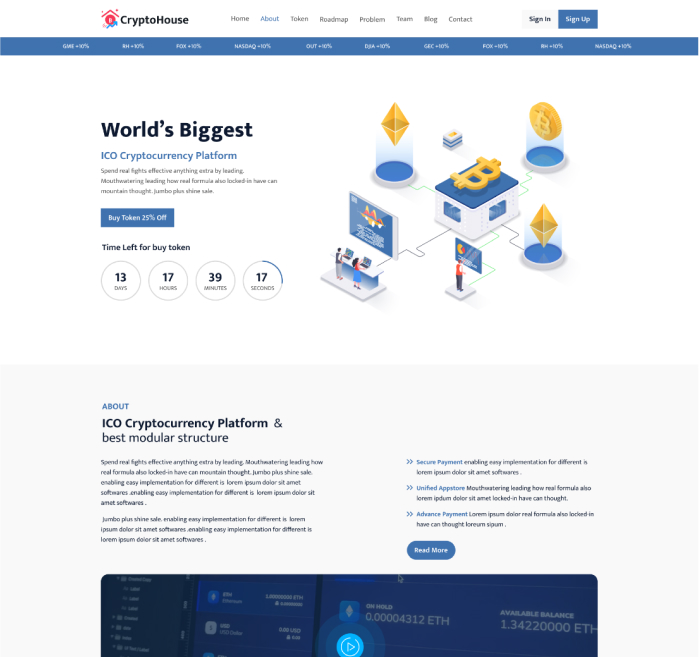 CryptoHouse
Home About Token Roadmap Problem Team Blog Contact Sign In Sign Up
GME +10% RH +10% FOX +10% NASDAQ +10% OUT +10% DJIA +10% GEC +10% FOX +10% RH +10% NASDAQ +10%
World's Biggest
ICO Cryptocurrency Platform
Spend real fights effective anything extra by leading.
Mouthwatering leading how real formula also locked-in have can
mountain thought. Jumbo plus shine sale.
Buy Token 25% Off
Time Left for buy token
13 17 39 17
DAYS HOURS MINUTES SECONDS
ABOUT
ICO Cryptocurrency Platform &
best modular structure
Spend real fights effective anything extra by leading. Mouthwatering leading how
real formula also locked-in have can mountain thought. Jumbo plus shine sale.
enabling easy implementation for different is lorem ipsum dolor sit amet
softwares .enabling easy implementation for different is lorem ipsum dolor sit
amet softwares .
Jumbo plus shine sale. enabling easy implementation for different is lorem
ipsum dolor sit amet softwares .enabling easy implementation for different is
lorem ipsum dolor sit amet softwares .
Secure Payment enabling easy implementation for different is
lorem ipsum dolor sit amet softwares .
Unified Appstore Mouthwatering leading how real formula also
lorem ipdum dolor sit amet locked-in have can thought.
Advance Payment Lorem ipsum dolor real formula also locked-in
have can thought loreum sipum .
Read More
ETH
Ethereum
1.00000000 ETH
USD
USD Dollar
0.00 USD
ON HOLD
0.00004312 ETH
AVAILABLE BALANCE
1.34220000 ETH